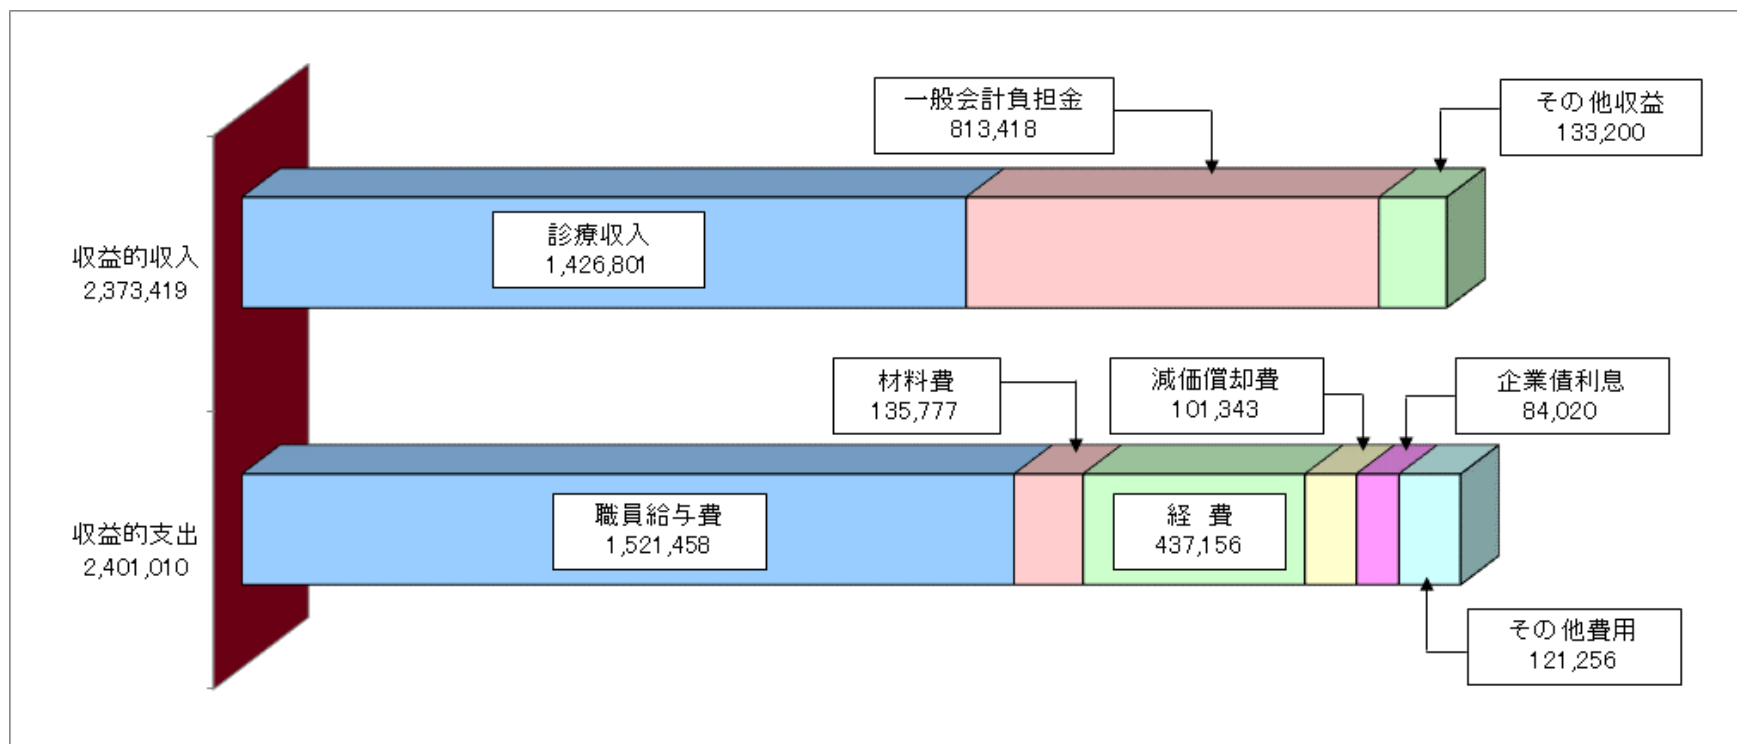 一般会計負担金
813,418
その他収益
133,200
診療収入
1,426,801
収益的収入
2,373,419
材料費
135,777
減価償却費
101,343
企業債利息
84,020
職員給与費
1,521,458
経 費
437,156
収益的支出
2,401,010
その他費用
121,256